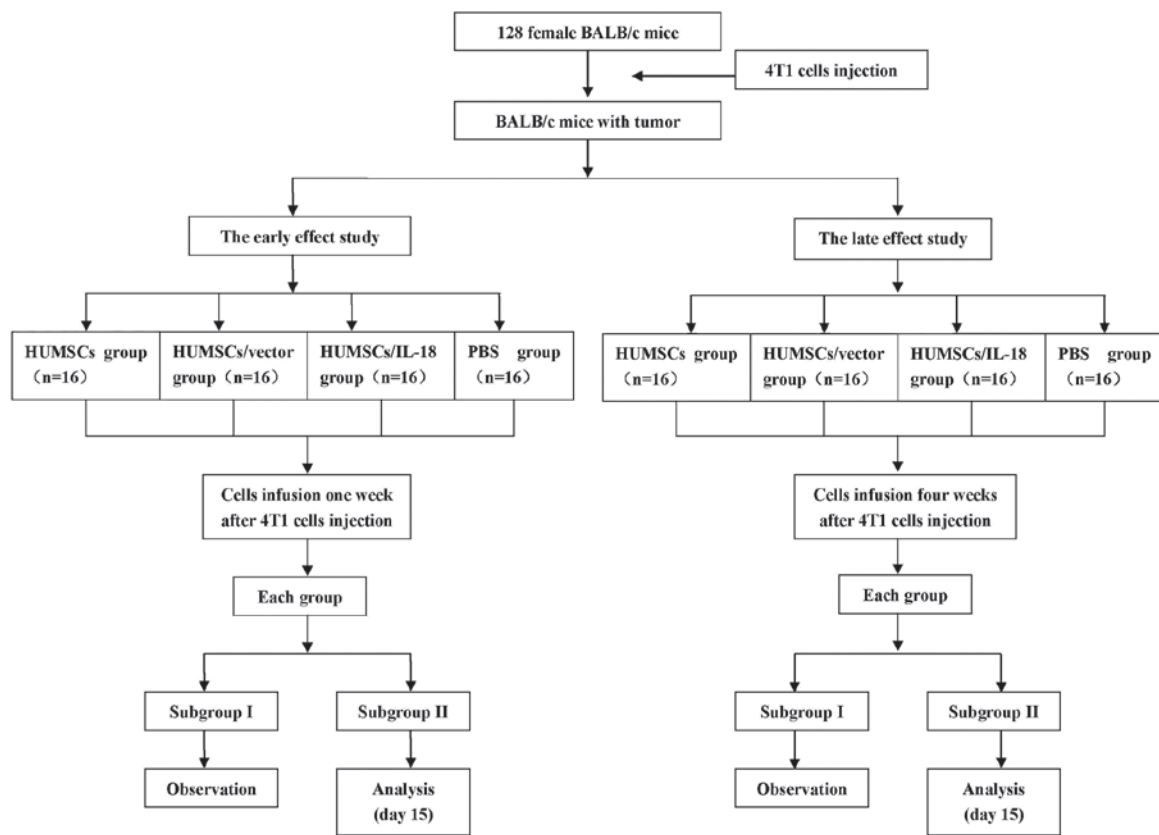 128 female BALB/c mice
4T1 cells injection
BALB/c mice with tumor
The early effect study
The late effect study
HUMSCs group
（n=16）
HUMSCs/vector
group（n=16）
HUMSCs/IL-18
group（n=16）
PBS group
（n=16）
HUMSCs group
（n=16）
HUMSCs/vector
group（n=16）
HUMSCs/IL-18
group（n=16）
PBS group
（n=16）
Cells infusion one week
after 4T1 cells injection
Cells infusion four weeks
after 4T1 cells injection
Each group
Each group
Subgroup I
Subgroup II
Subgroup I
Subgroup II
Observation
Analysis
(day 15)
Observation
Analysis
(day 15)